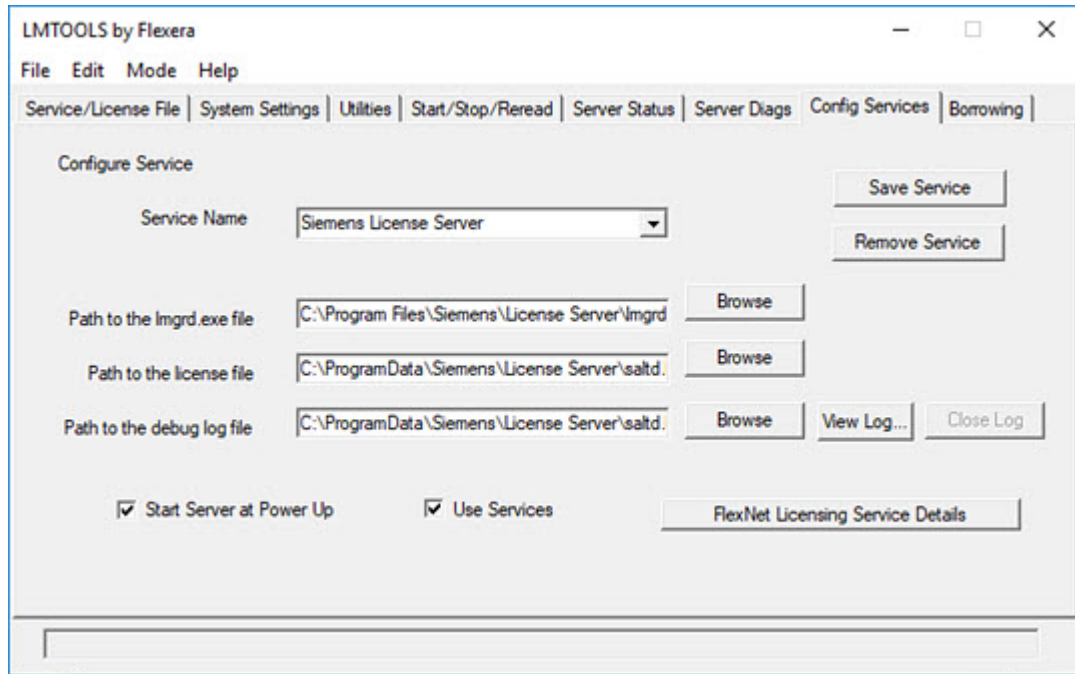 LMTOOLS by Flexera
File Edit Mode Help
Service/License File System Settings Utilities Start/Stop/Reread Server Status Server Diags Config Services Borrowing
Configure Service
Save Service
Service Name Siemens License Server
Remove Service
Path to the lmgrd.exe file C:\Program Files\Siemens\License Server\lmgrd Browse
Path to the license file C:\ProgramData\Siemens\License Server\saltd. Browse
Path to the debug log file C:\ProgramData\Siemens\License Server\saltd. Browse View Log... Close Log
Start Server at Power Up Use Services FlexNet Licensing Service Details